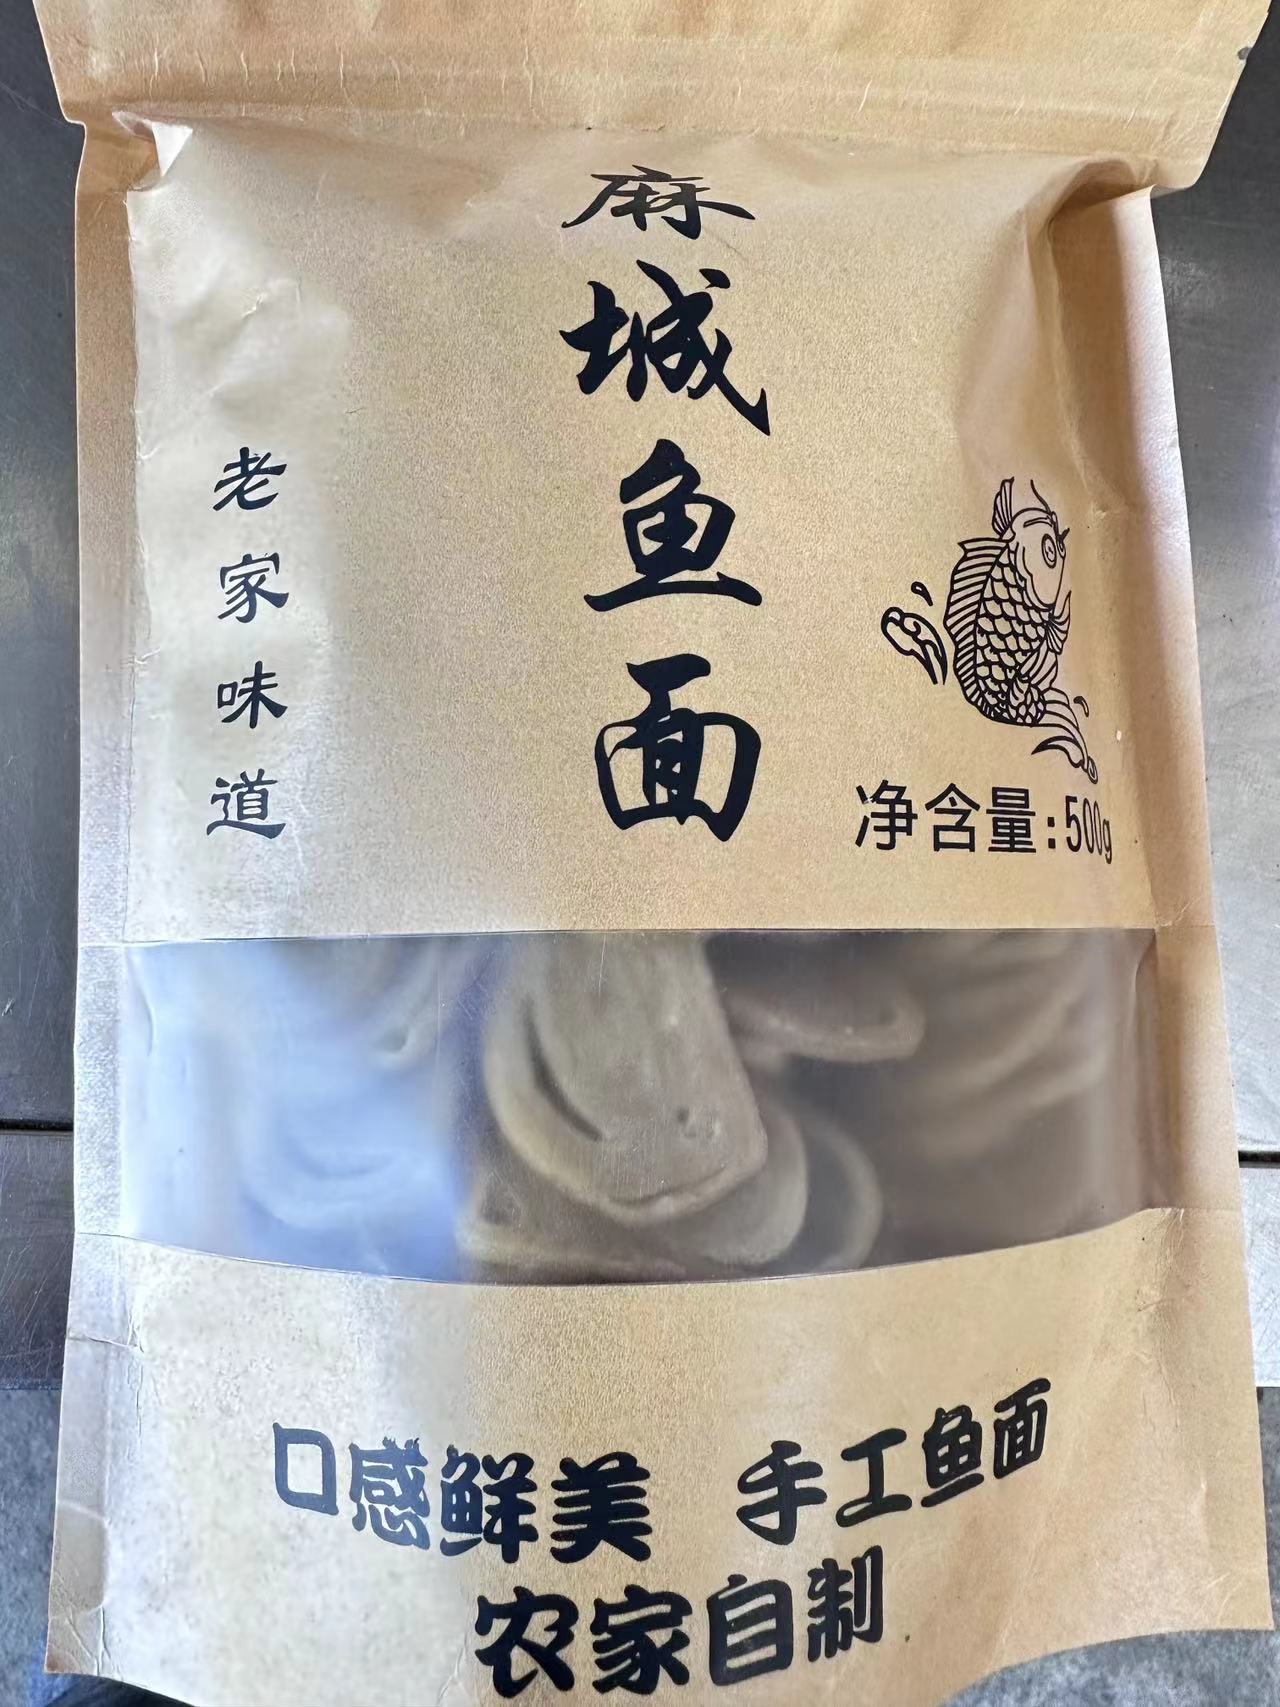 麻城鱼面
老家味道
净含量:500g
口感鲜美 手工鱼面
农家自制